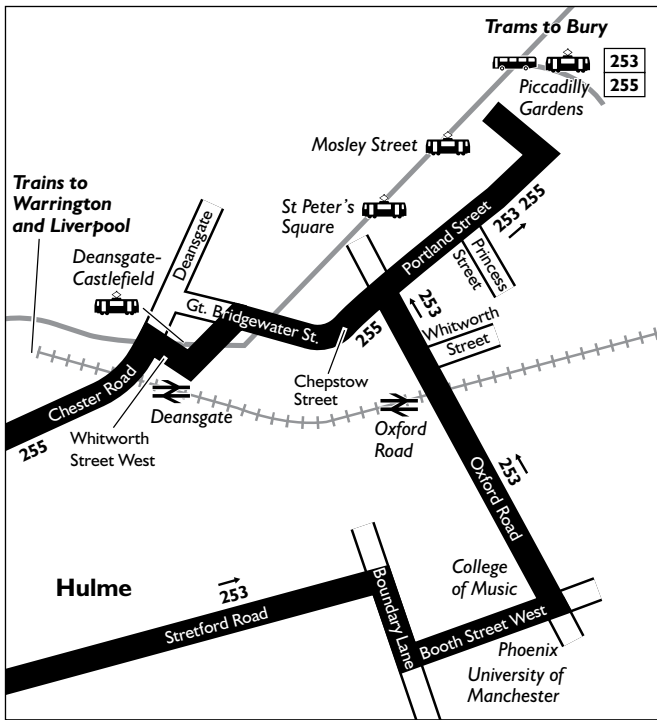 Trams to Bury
253
255
Piccadilly
Gardens
Mosley Street
St Peter's
Square
Trains to
Warrington
and Liverpool
Deansgate-
Castlefield
Deansgate
Gt. Bridgewater St.
Portland Street
253 255
Princess
Street
253
Whitworth
Street
255
Chepstow
Street
Chester Road
255
Whitworth
Street West
Deansgate
Oxford
Road
253
Oxford Road
Hulme
253
Stretford Road
Boundary Lane
College
of Music
Booth Street West
Phoenix
University of
Manchester